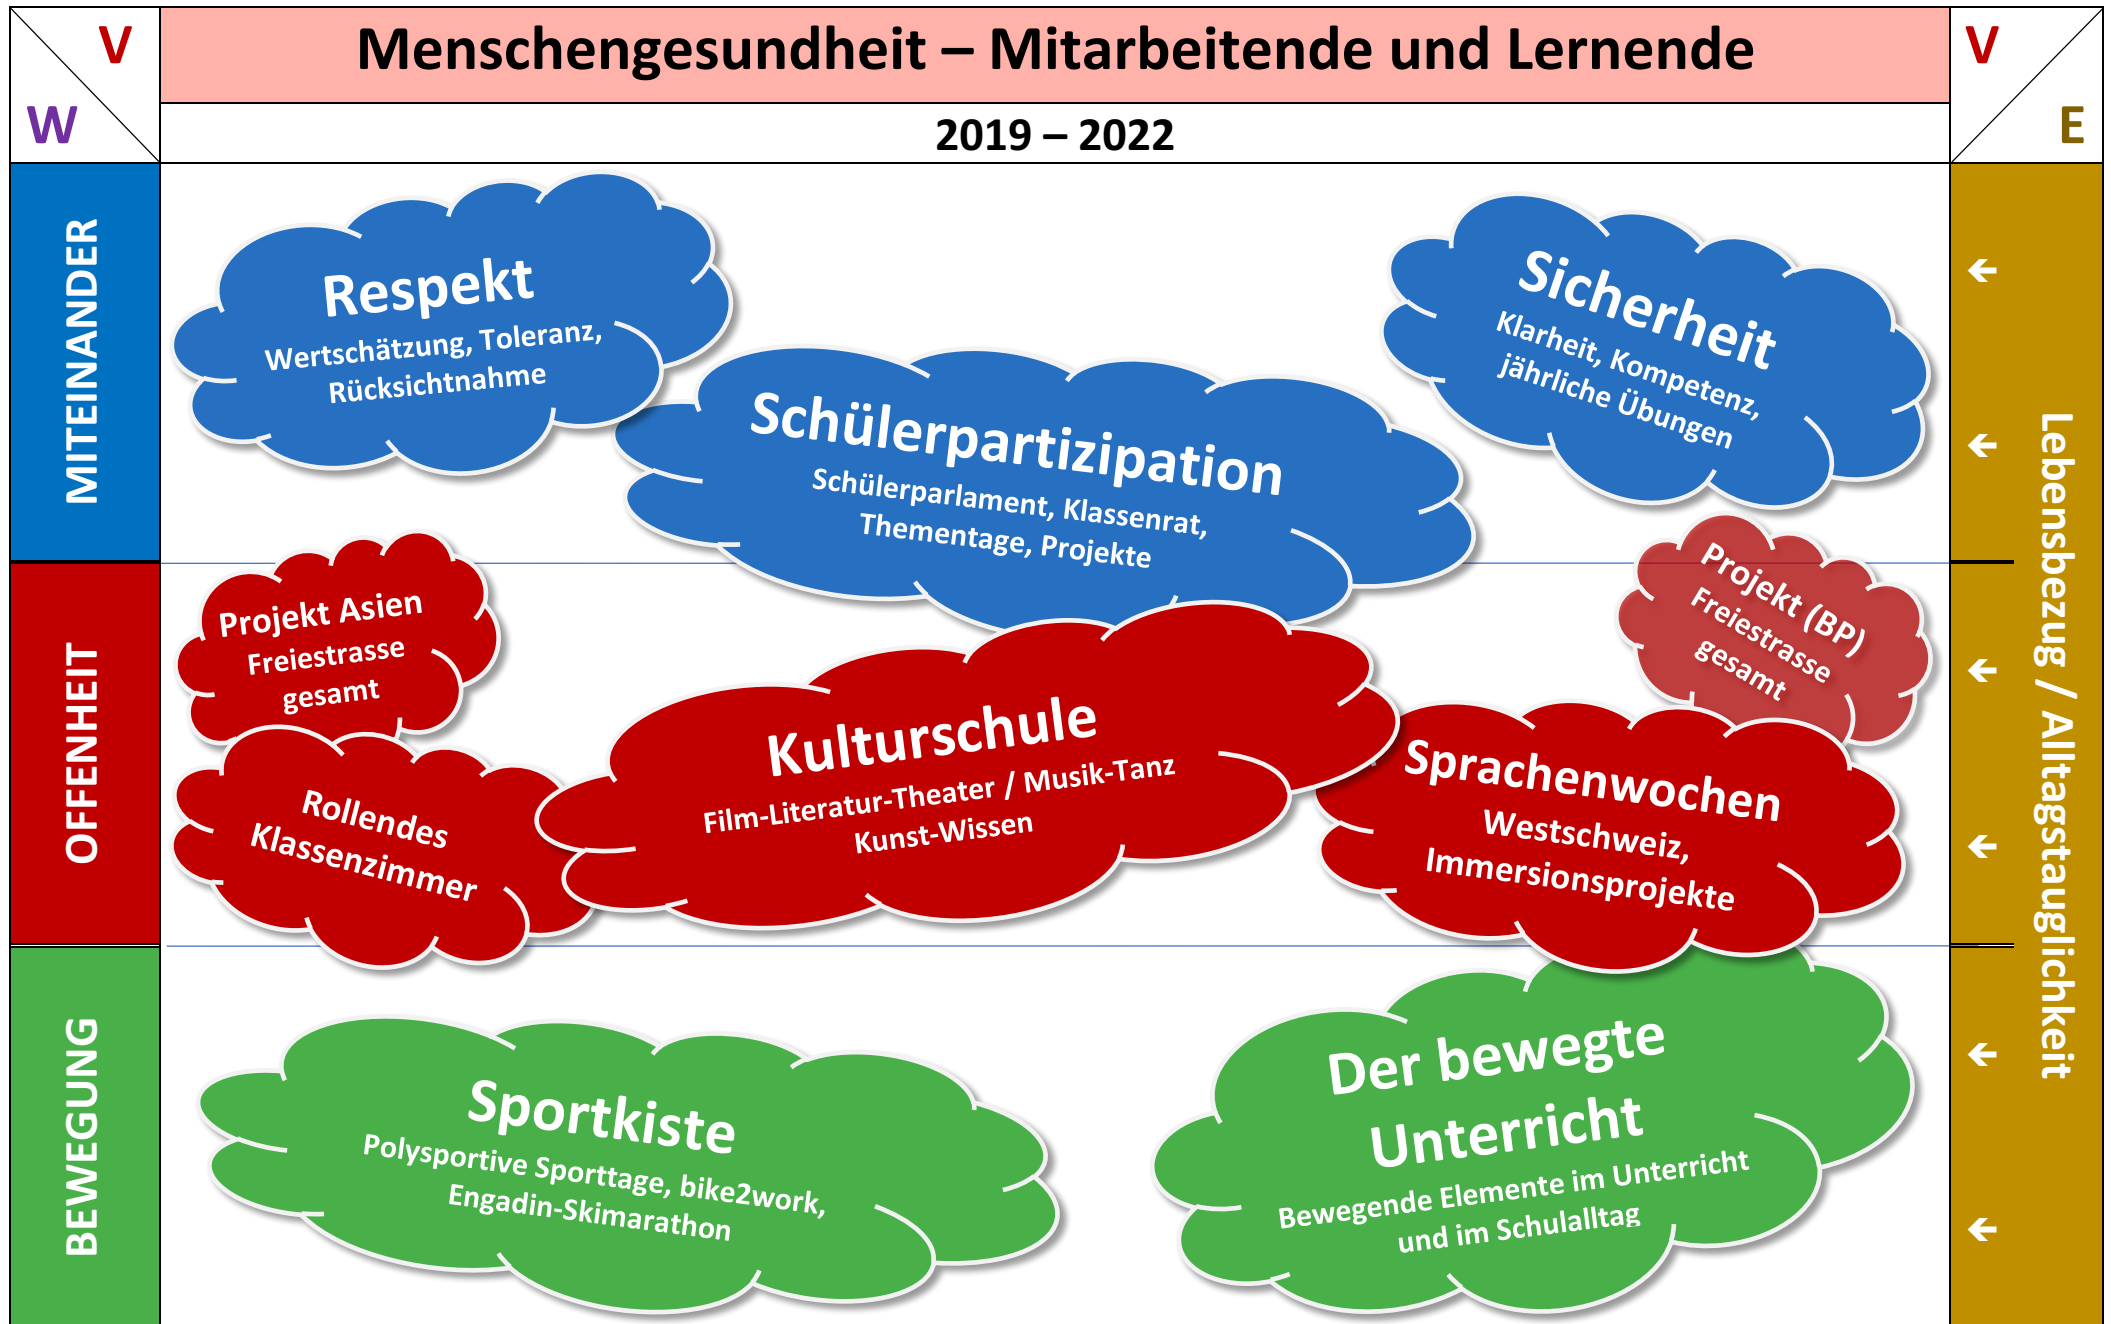 V
W
Menschengesundheit – Mitarbeitende und Lernende
2019 – 2022
V
E
MITEINANDER
Respekt
Wertschätzung, Toleranz,
Rücksichtnahme
Schülerpartizipation
Schülerparlament, Klassenrat,
Thementage, Projekte
Sicherheit
Klarheit, Kompetenz,
jährliche Übungen
OFFENHEIT
Projekt Asien
Freiestrasse
gesamt
Rollendes
Klassenzimmer
Kulturschule
Film-Literatur-Theater / Musik-Tanz
Kunst-Wissen
Projekt (BP)
Freiestrasse
gesamt
Sprachenwochen
Westschweiz,
Immersionsprojekte
BEWEGUNG
Sportkiste
Polysportive Sporttage, bike2work,
Engadin-Skimarathon
Der bewegte
Unterricht
Bewegende Elemente im Unterricht
und im Schulalltag
Lebensbezug / Alltagstauglichkeit